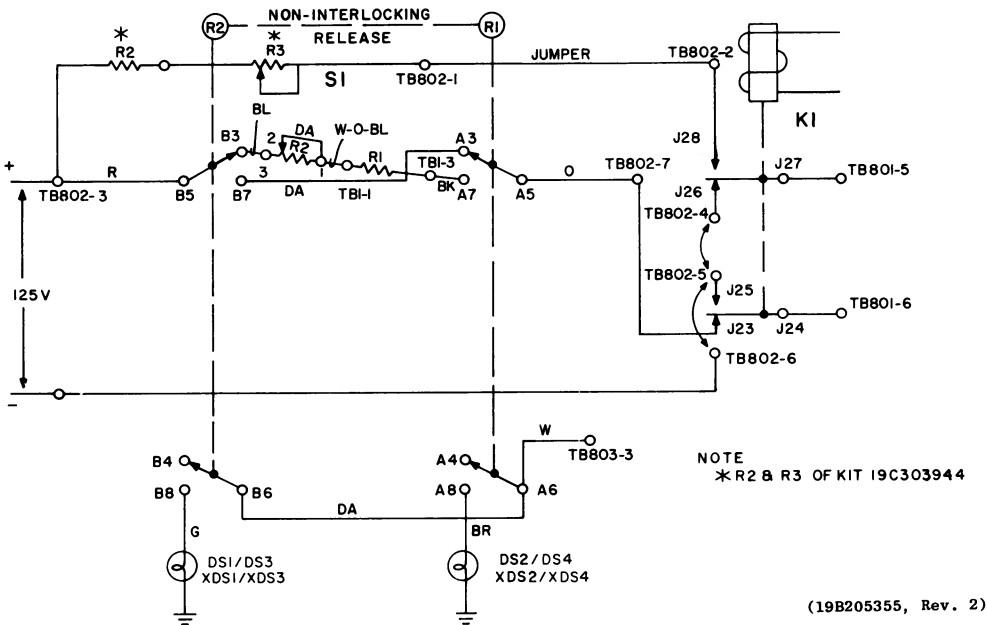 NON-INTERLOCKING
R2
R1
RELEASE
*
R2
*
R3
S1
TB802-1
JUMPER
TB802-2
K1
BL
B3
2
DA
R2
W-O-BL
R1
A3
TB1-3
BK
A7
J28
+
TB802-3
R
B5
B7
3
DA
TB1-1
A5
O
TB802-7
J26
J27
TB801-5
TB802-4
125V
TB802-5
J25
J23
J24
TB801-6
TB802-6
-
B4
B8
B6
A4
A8
A6
W
TB803-3
DA
NOTE
* R2 & R3 OF KIT 19C303944
G
DS1/DS3
XDS1/XDS3
BR
DS2/DS4
XDS2/XDS4
(19B205355, Rev. 2)